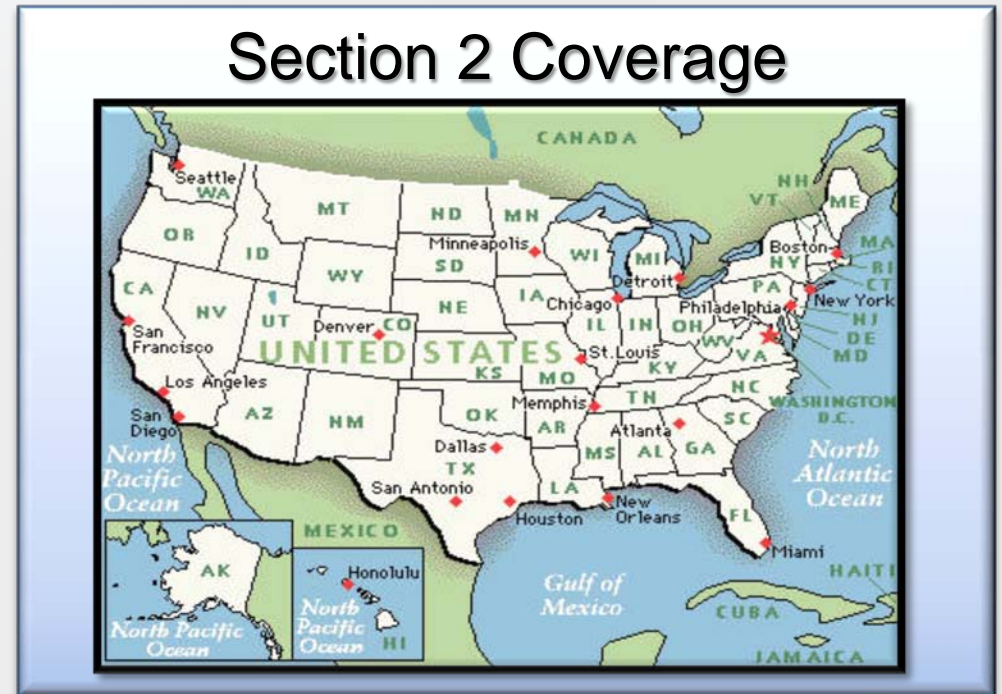 Section 2 Coverage
CANADA
Seattle
WA
MT
ND
MN
NH
VT
ME
OR
ID
Minneapolis
WI
MI
Boston
MA
NY
RI
WY
SD
Detroit
PA
CT
CA
NV
UT
NE
IA
Chicago
Philadelphia
New York
NJ
San
Francisco
Denver
CO
IL
IN
OH
WV
DE
MD
UNITED STATES
St.Louis
VA
KS
MO
KY
Los Angeles
NC
WASHINGTON
D.C.
San
Diego
AZ
NM
OK
Memphis
TN
AR
SC
Atlanta
North
Pacific
Ocean
Dallas
TX
MS
AL
GA
North
Atlantic
Ocean
San Antonio
LA
Houston
New
Orleans
FL
MEXICO
Miami
AK
Honolulu
Gulf of
Mexico
HAITI
North Pacific
Ocean
North
Pacific
Ocean
HI
CUBA
JAMAICA